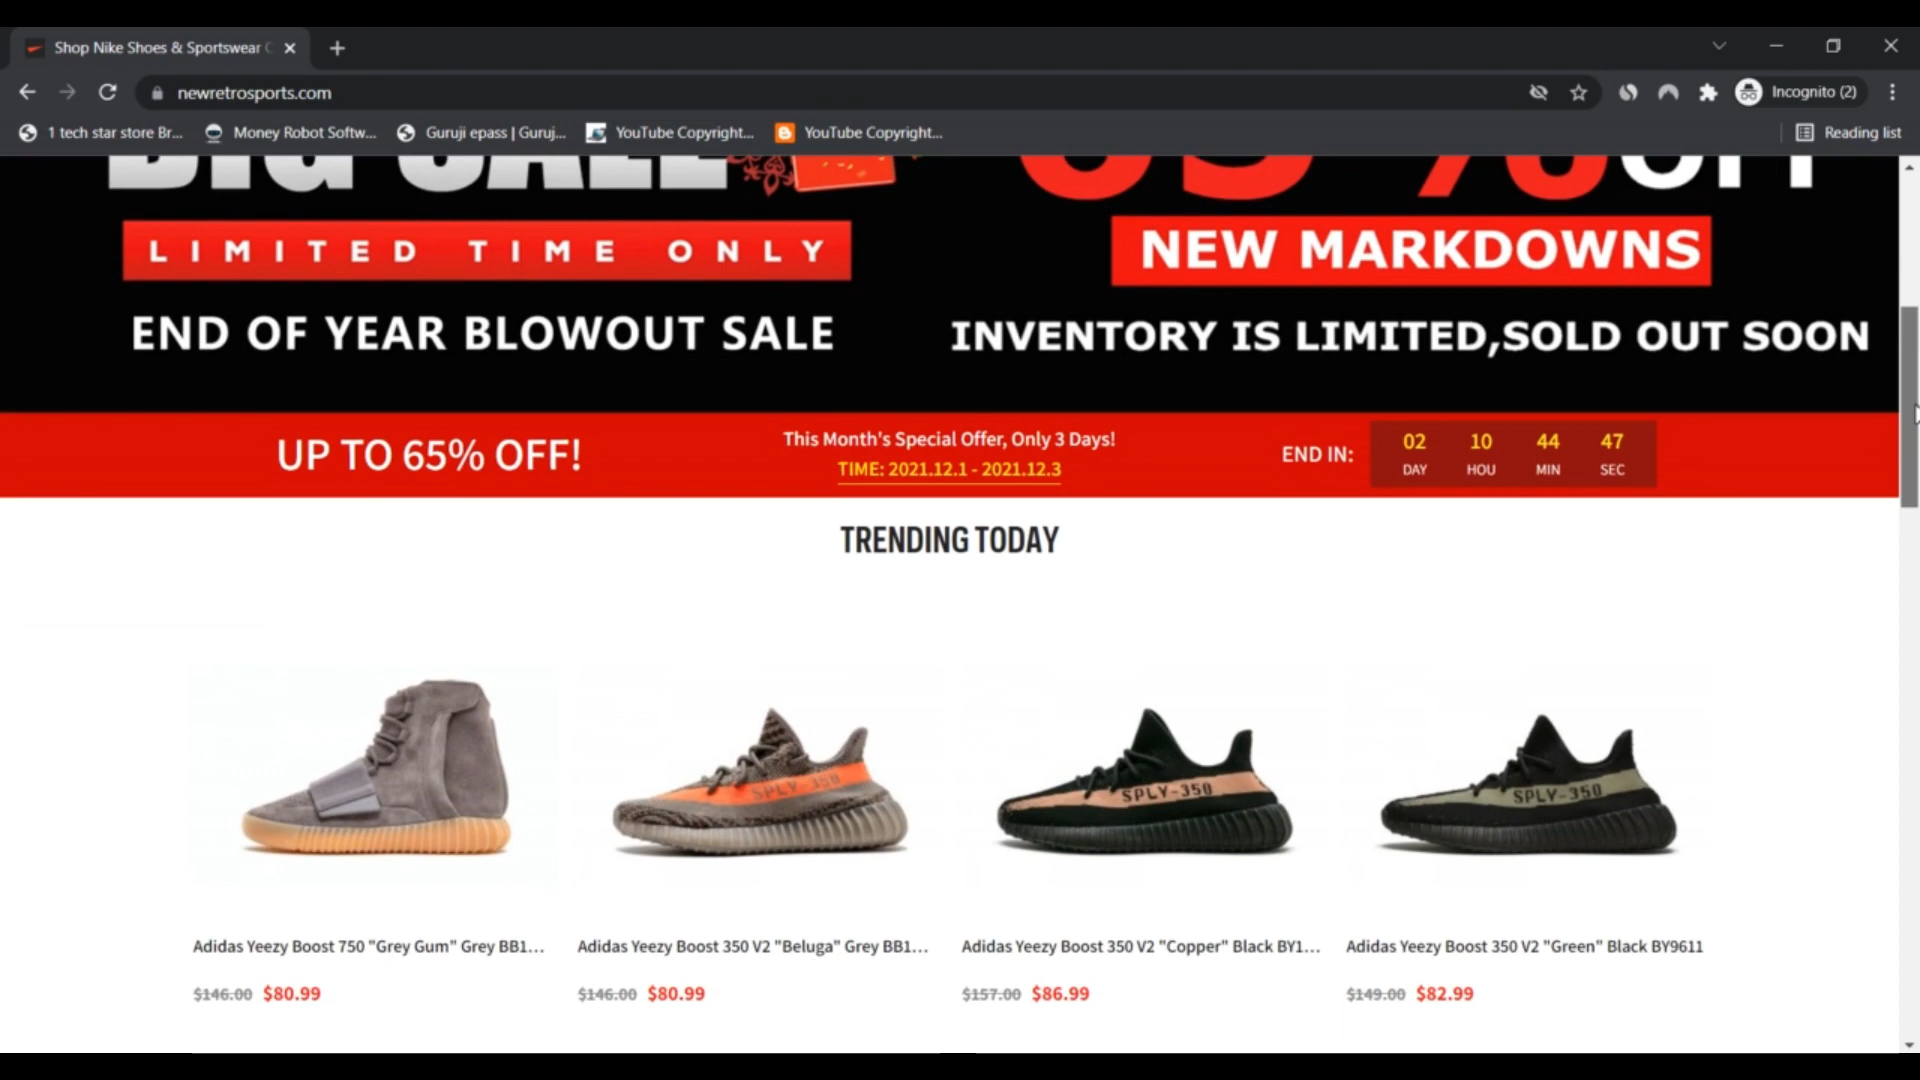 Shop Nike Shoes & Sportswear
newretrosports.com
Incognito (2)
1 tech star store Br...
Money Robot Softw...
Guruji epass | Guruj...
YouTube Copyright...
YouTube Copyright...
Reading list
BIG SALE
65%OFF
LIMITED TIME ONLY
NEW MARKDOWNS
END OF YEAR BLOWOUT SALE
INVENTORY IS LIMITED,SOLD OUT SOON
UP TO 65% OFF!
This Month's Special Offer, Only 3 Days!
TIME: 2021.12.1 - 2021.12.3
END IN:
02 10 44 47
DAY HOU MIN SEC
TRENDING TODAY
SPLY-350
SPLY-350
SPLY-350
Adidas Yeezy Boost 750 "Grey Gum" Grey BB1...
Adidas Yeezy Boost 350 V2 "Beluga" Grey BB1...
Adidas Yeezy Boost 350 V2 "Copper" Black BY1...
Adidas Yeezy Boost 350 V2 "Green" Black BY9611
$146.00 $80.99
$146.00 $80.99
$157.00 $86.99
$149.00 $82.99